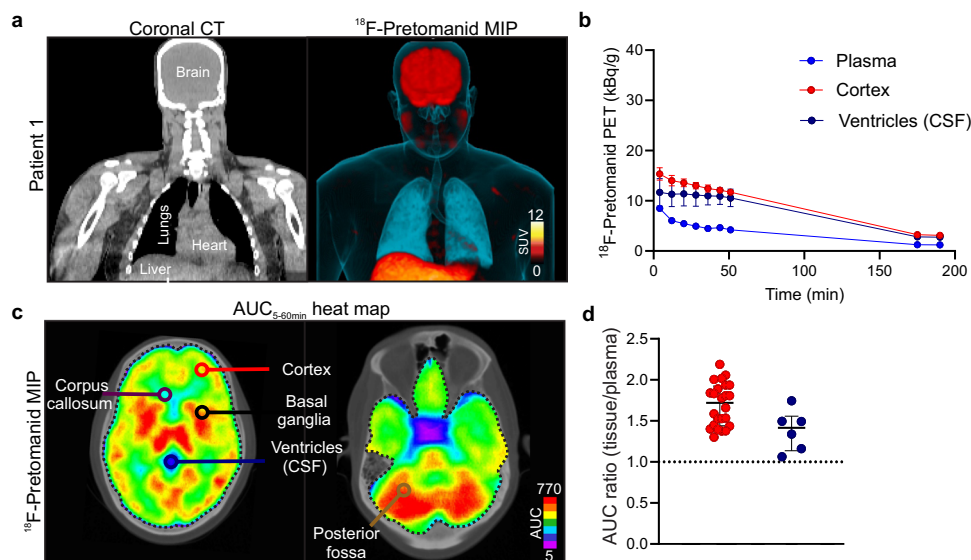 a
Coronal CT
¹⁸F-Pretomanid MIP
Patient 1
Brain
Lungs
Heart
Liver
12
SUV
0
b
¹⁸F-Pretomanid PET (kBq/g)
40
30
20
10
0
0
50
100
150
200
Time (min)
Plasma
Cortex
Ventricles (CSF)
c
AUC5-60min heat map
¹⁸F-Pretomanid MIP
Corpus
callosum
Cortex
Basal
ganglia
Ventricles
(CSF)
Posterior
fossa
770
AUC
5
d
AUC ratio (tissue/plasma)
2.5
2.0
1.5
1.0
0.5
0.0